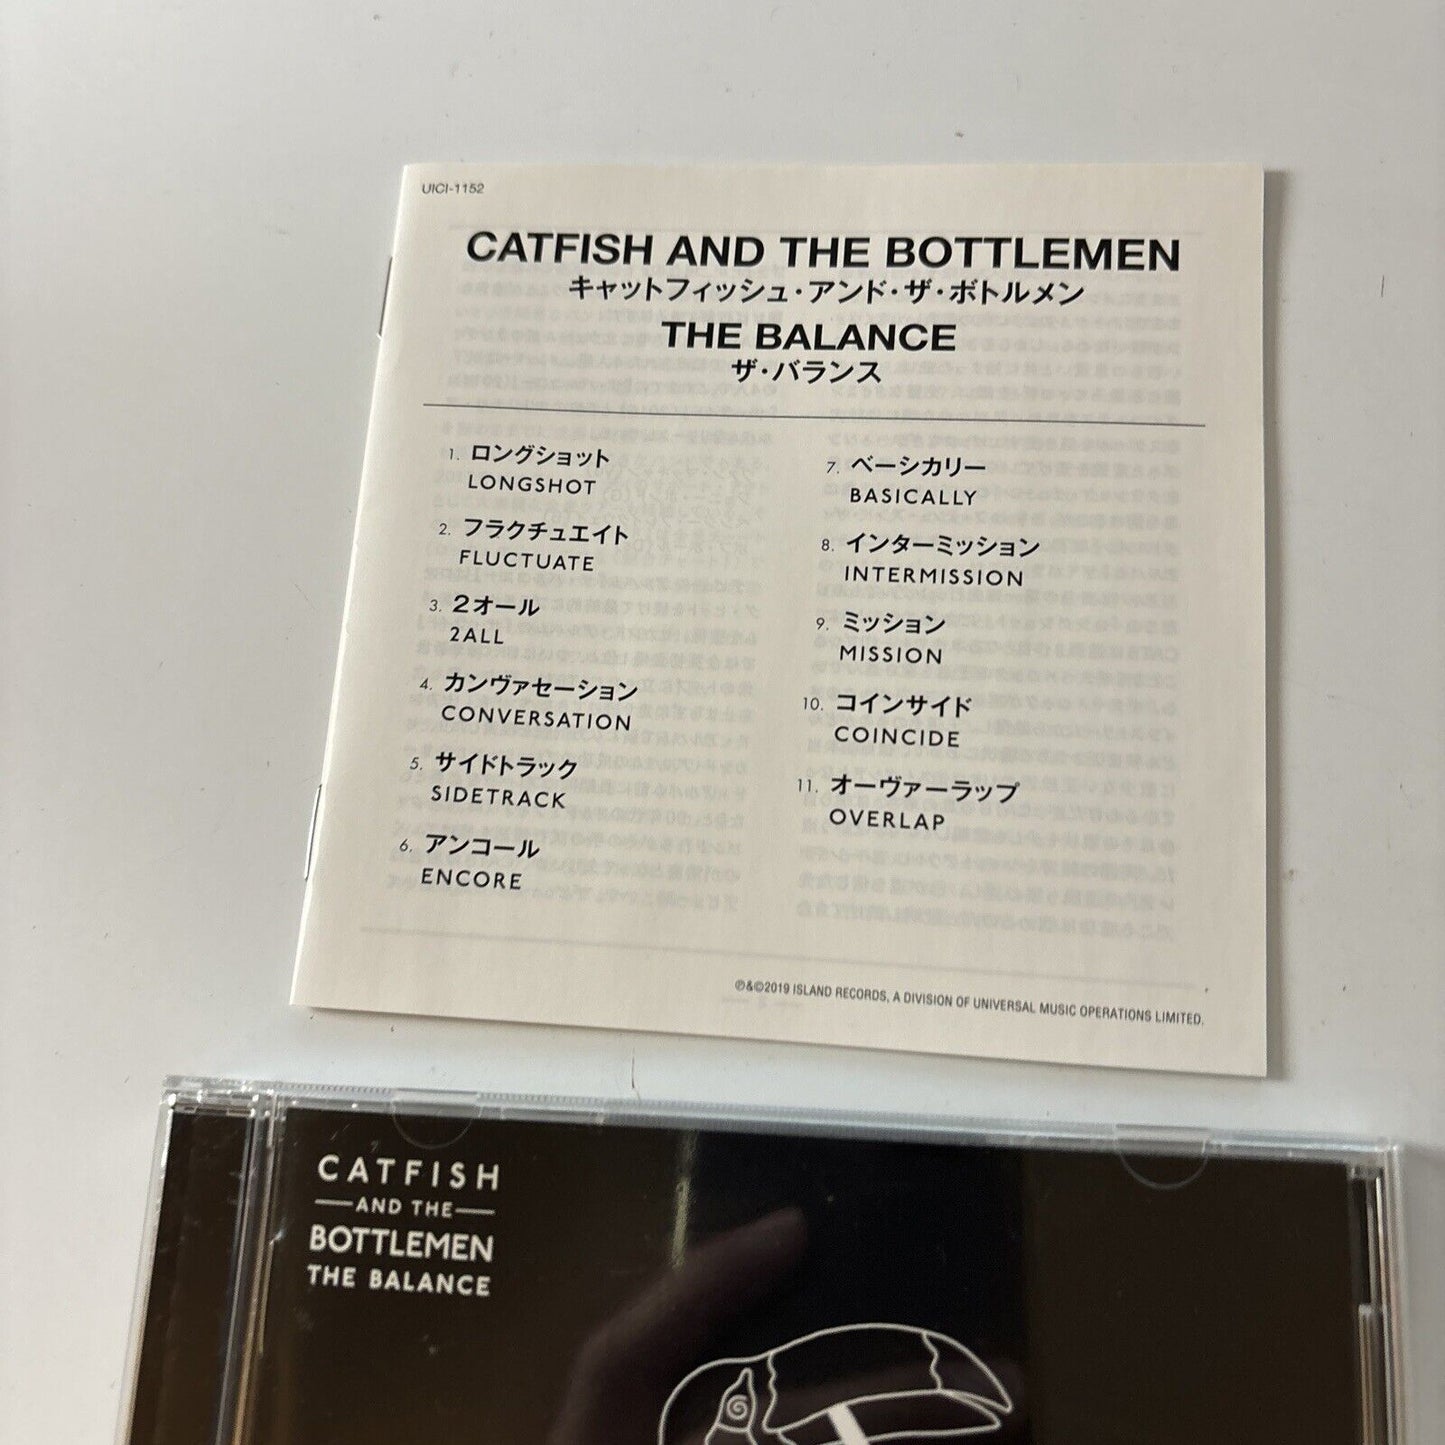 UICI-1152
CATFISH AND THE BOTTLEMEN
キャットフィッシュ・アンド・ザ・ボトルメン
THE BALANCE
ザ・バランス
1. ロングショット
LONGSHOT
2. フラクチュエイト
FLUCTUATE
3. 2オール
2ALL
4. カンヴァセーション
CONVERSATION
5. サイドトラック
SIDETRACK
6. アンコール
ENCORE
7. ベーシカリー
BASICALLY
8. インターミッション
INTERMISSION
9. ミッション
MISSION
10. コインサイド
COINCIDE
11. オーヴァーラップ
OVERLAP
℗&©2019 ISLAND RECORDS, A DIVISION OF UNIVERSAL MUSIC OPERATIONS LIMITED.
CATFISH
AND THE
BOTTLEMEN
THE BALANCE